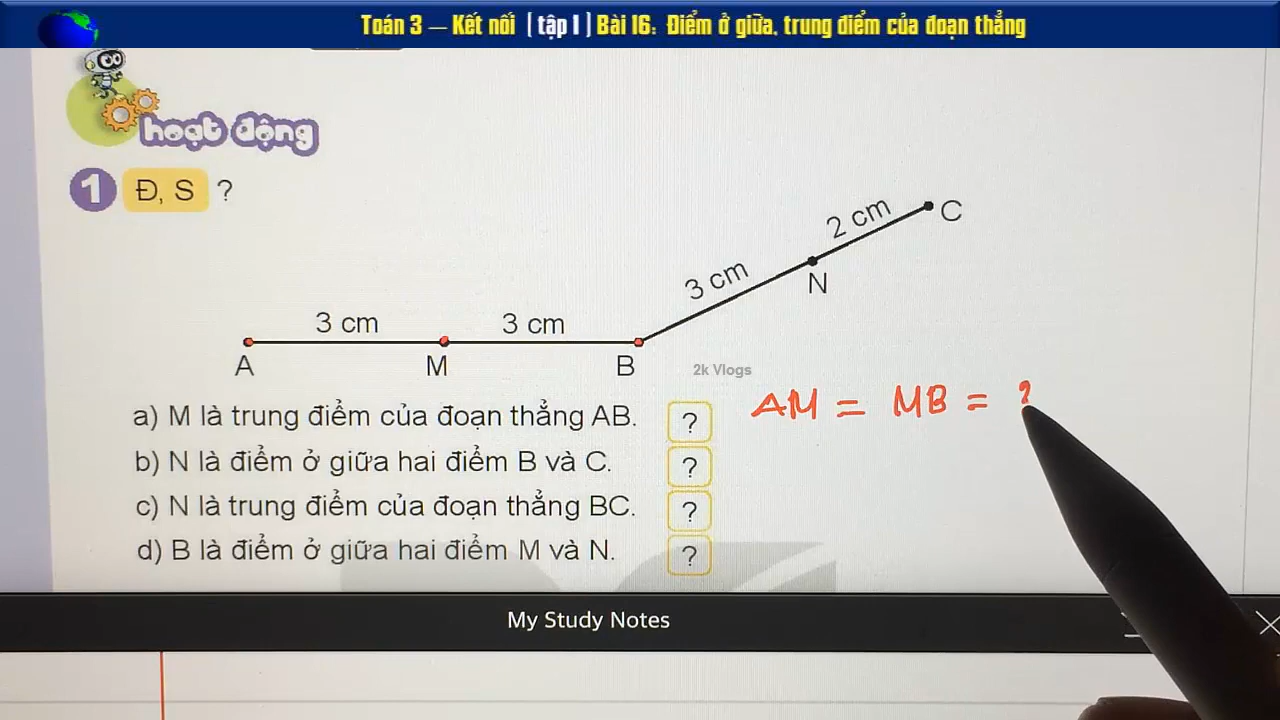 Toán 3 – Kết nối [ tập 1 ] Bài 16: Điểm ở giữa, trung điểm của đoạn thẳng
hoạt động
1 Đ, S ?
2 cm
C
3 cm
N
3 cm
3 cm
A
M
B
2k Vlogs
AM = MB =
a) M là trung điểm của đoạn thẳng AB. ?
b) N là điểm ở giữa hai điểm B và C. ?
c) N là trung điểm của đoạn thẳng BC. ?
d) B là điểm ở giữa hai điểm M và N. ?
My Study Notes